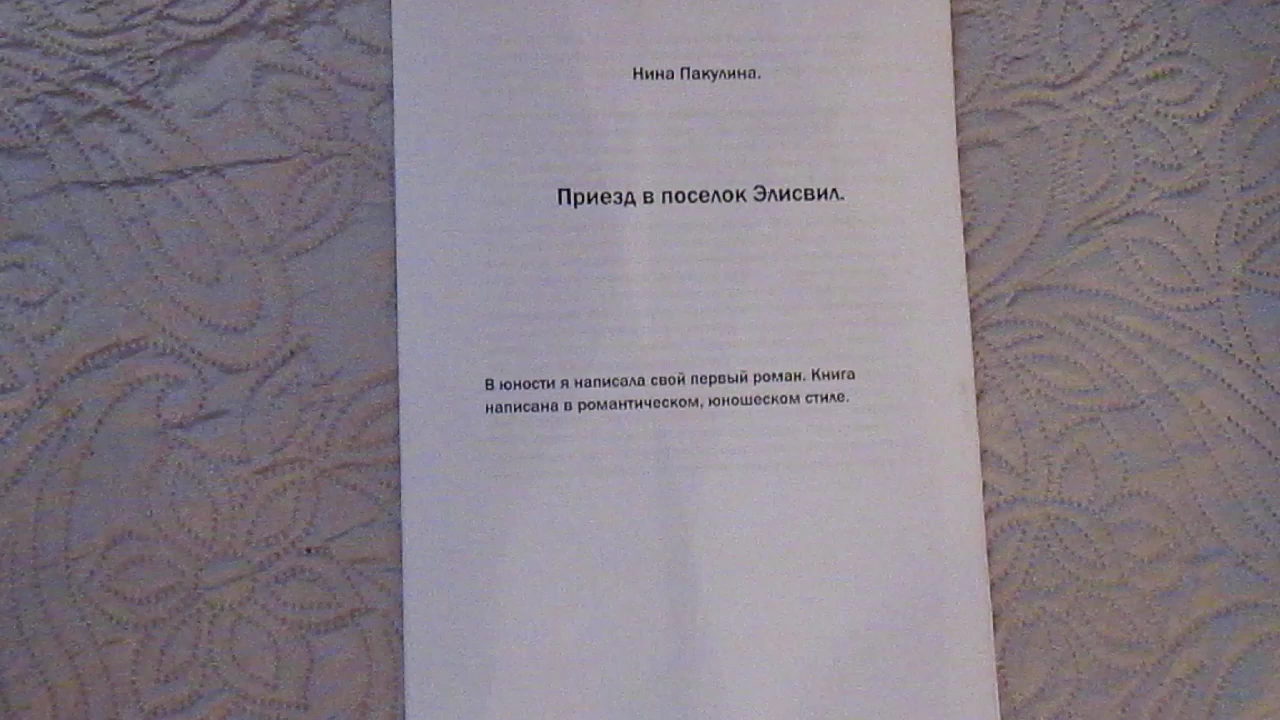 Нина Пакулина.
Приезд в поселок Элисвил.
В юности я написала свой первый роман. Книга
написана в романтическом, юношеском стиле.